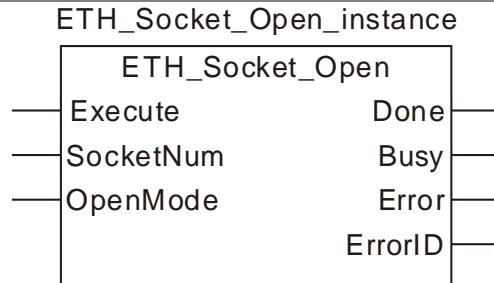 ETH_Socket_Open_instance
ETH_Socket_Open
Execute Done
SocketNum Busy
OpenMode Error
ErrorID